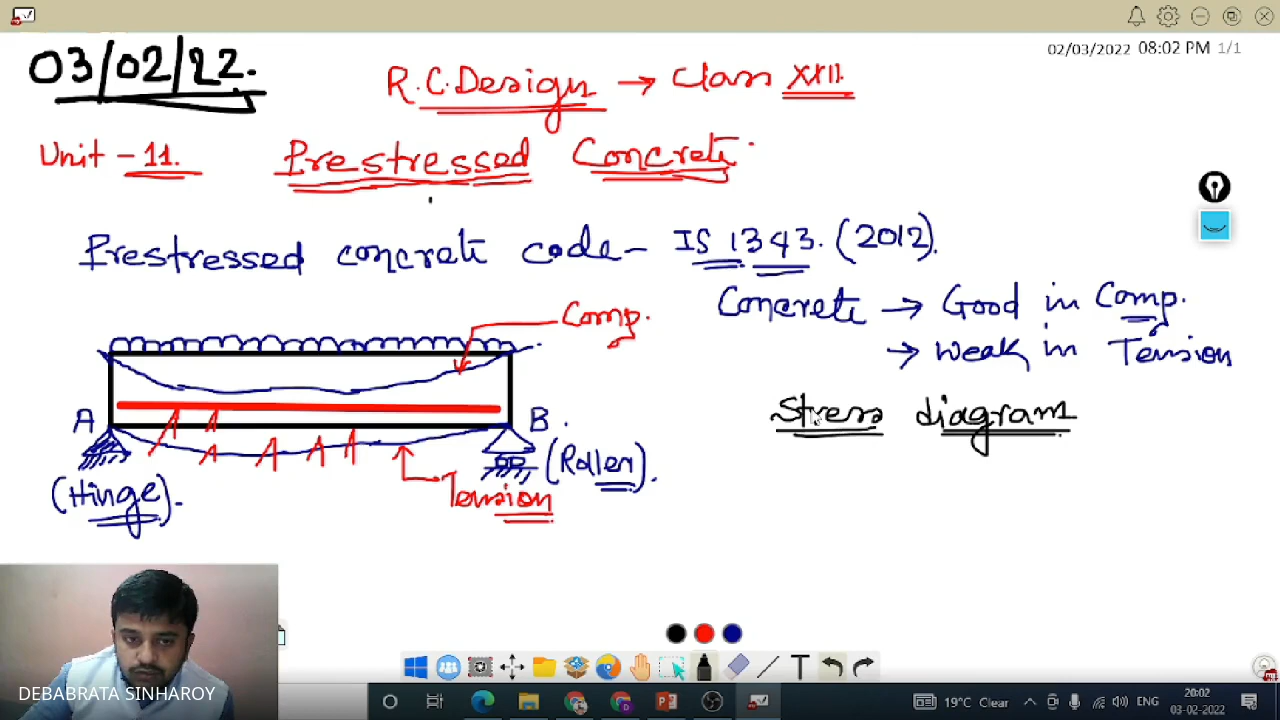 02/03/2022 08:02 PM 1/1
03/02/22.
R.C.Design → Class XXII.
Unit - 11. Prestressed Concrete
Prestressed concrete code - IS 1343. (2012).
Concrete → Good in Comp.
→ Weak in Tension
Comp.
Stress diagram
A
B
(Hinge).
(Roller).
Tension
DEBABRATA SINHAROY
T
19°C Clear
ENG
20:02
03-02-2022